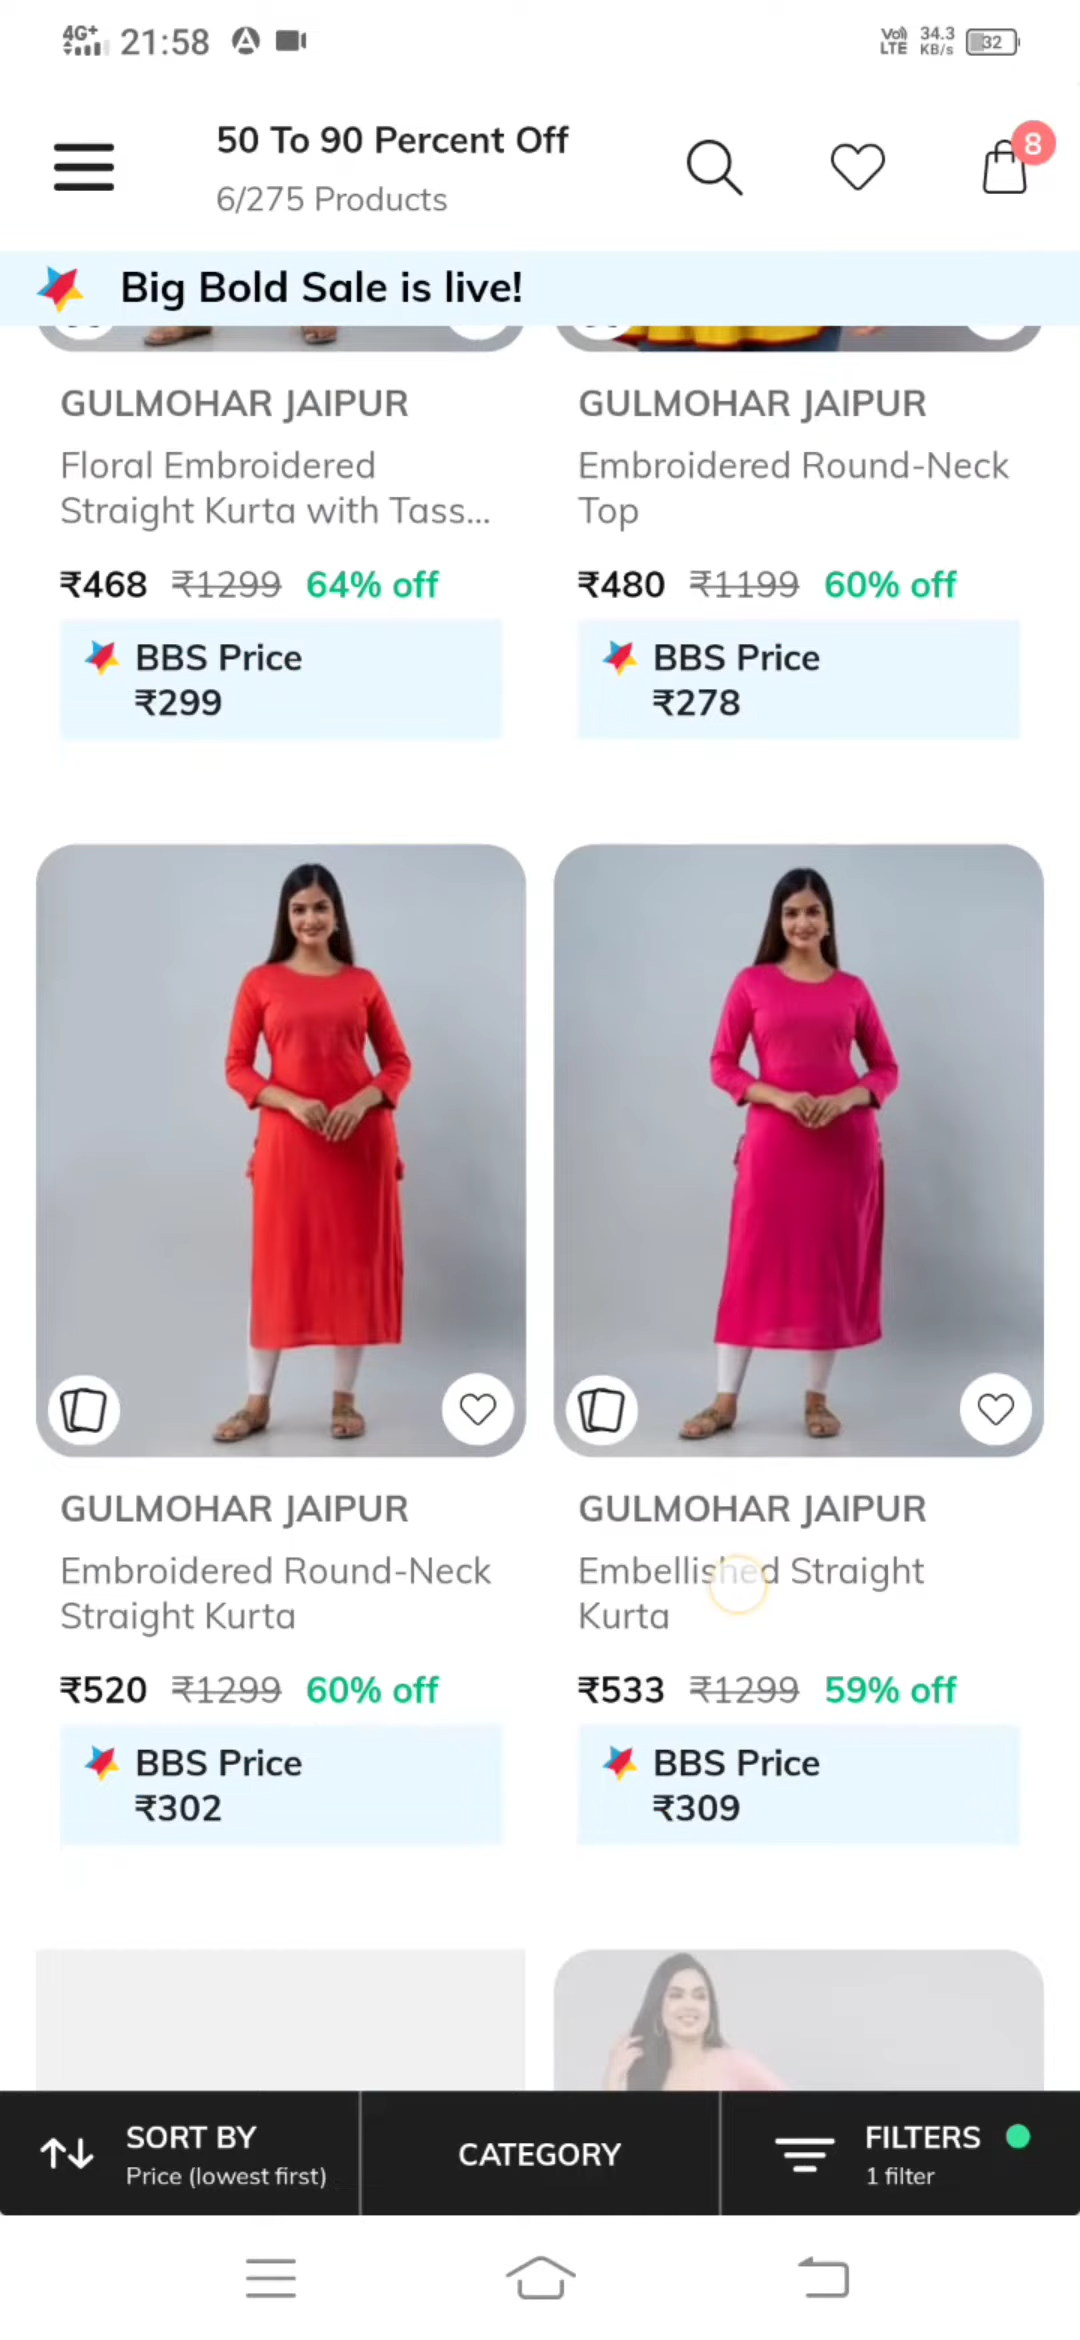 4G+ 21:58 Vo) LTE 34.3 KB/s 32
50 To 90 Percent Off
6/275 Products
8
Big Bold Sale is live!
GULMOHAR JAIPUR
Floral Embroidered
Straight Kurta with Tass...
₹468 ₹1299 64% off
BBS Price
₹299
GULMOHAR JAIPUR
Embroidered Round-Neck
Top
₹480 ₹1199 60% off
BBS Price
₹278
GULMOHAR JAIPUR
Embroidered Round-Neck
Straight Kurta
₹520 ₹1299 60% off
BBS Price
₹302
GULMOHAR JAIPUR
Embellished Straight
Kurta
₹533 ₹1299 59% off
BBS Price
₹309
SORT BY
Price (lowest first)
CATEGORY
FILTERS
1 filter